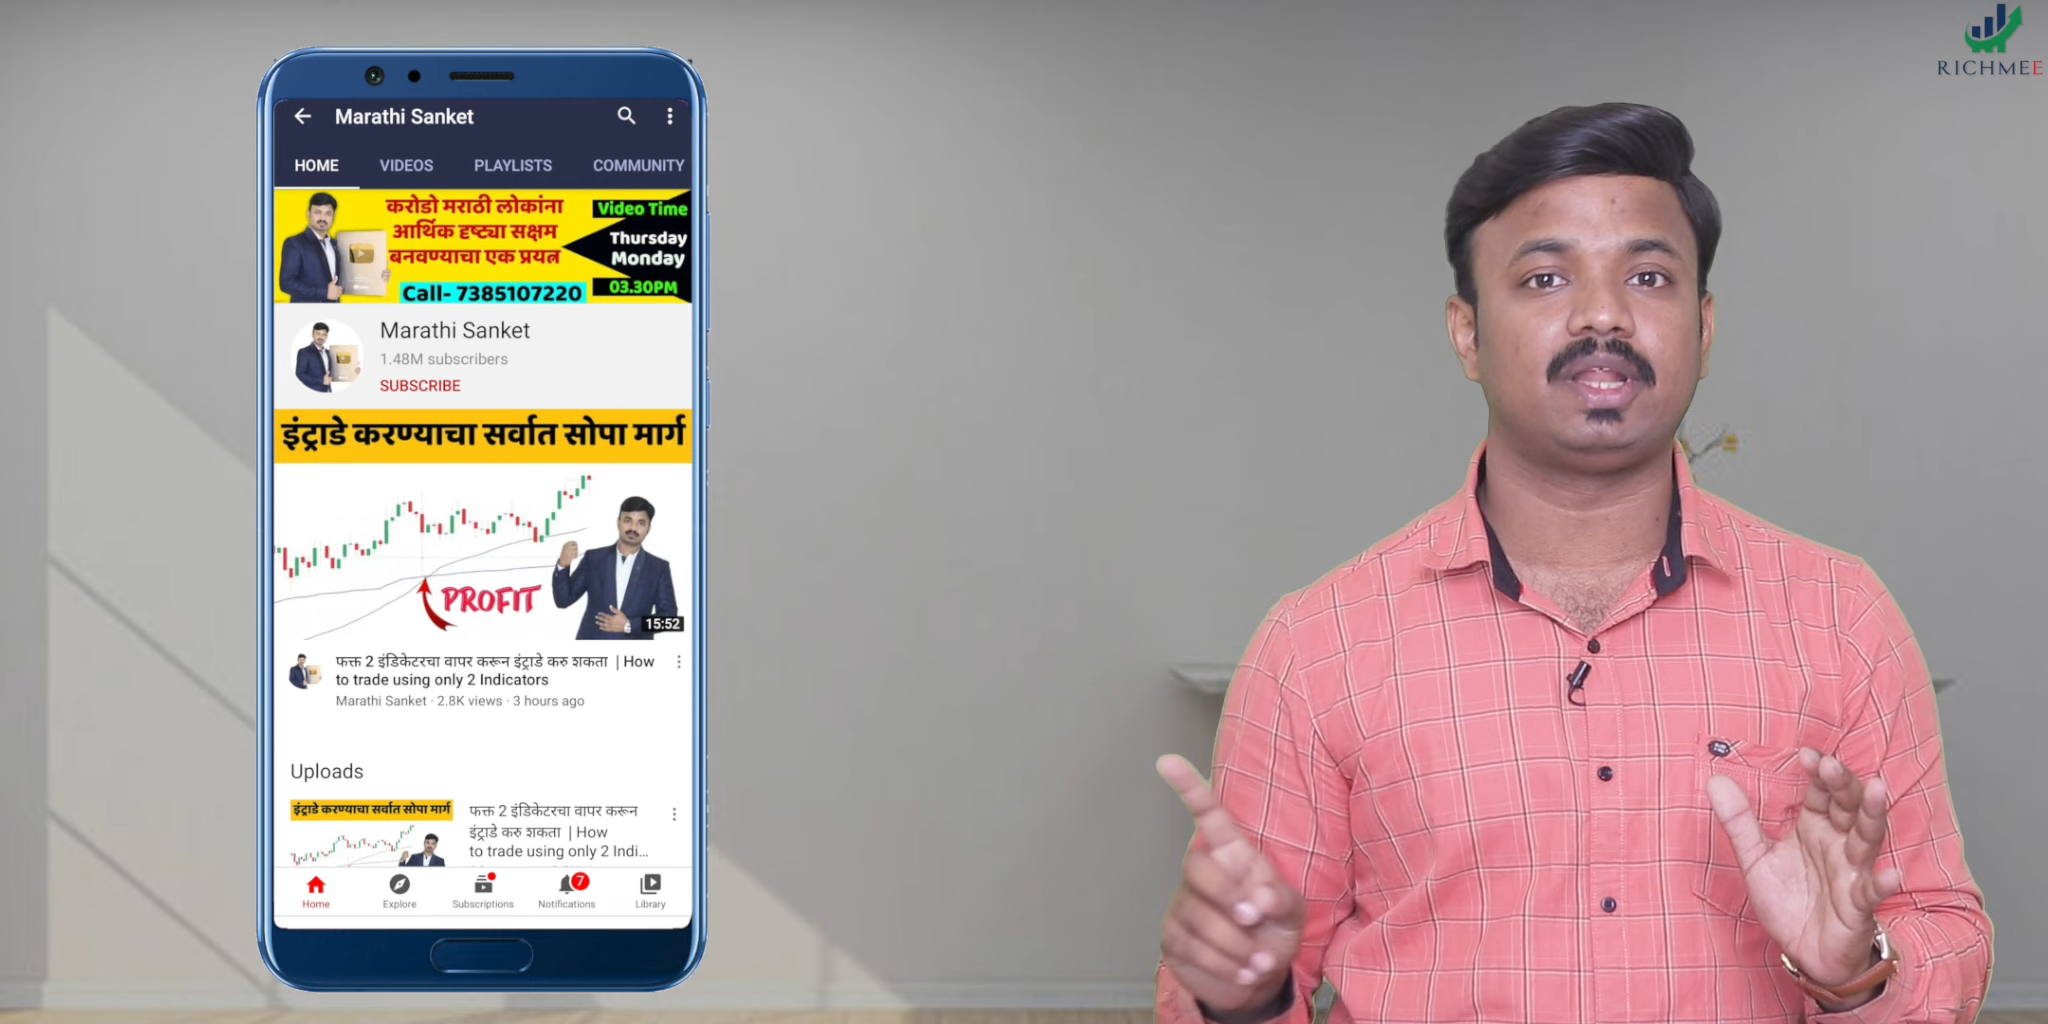 RICHMEE
Marathi Sanket
HOME VIDEOS PLAYLISTS COMMUNITY
करोडो मराठी लोकांना
आर्थिक दृष्ट्या सक्षम
बनवण्याचा एक प्रयत्न
Call- 7385107220
Video Time
Thursday
Monday
03.30PM
Marathi Sanket
1.48M subscribers
SUBSCRIBE
इंट्राडे करण्याचा सर्वात सोपा मार्ग
PROFIT
15:52
फक्त 2 इंडिकेटरचा वापर करून इंट्राडे करु शकता | How
to trade using only 2 Indicators
Marathi Sanket · 2.8K views · 3 hours ago
Uploads
इंट्राडे करण्याचा सर्वात सोपा मार्ग
फक्त 2 इंडिकेटरचा वापर करून
इंट्राडे करु शकता | How
to trade using only 2 Indi...
7
Home Explore Subscriptions Notifications Library